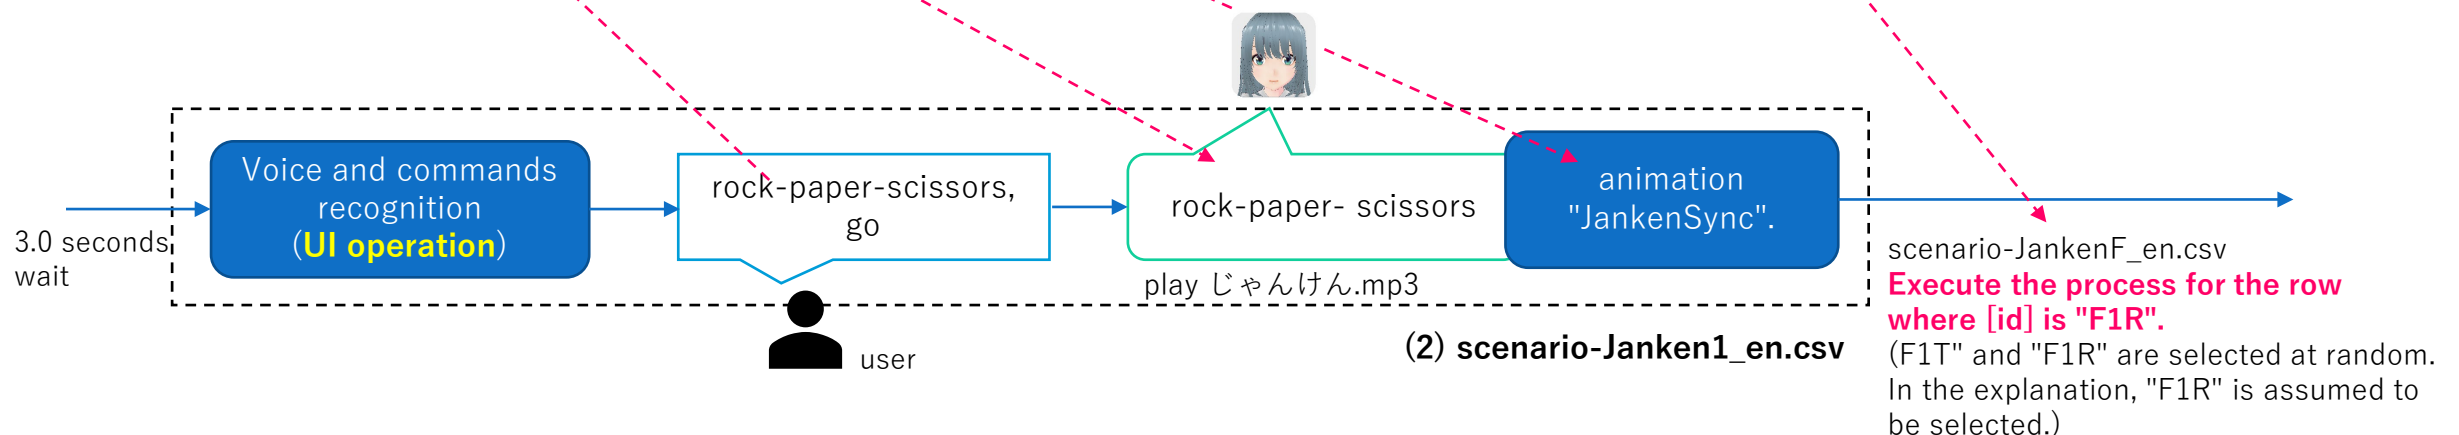 3.0 seconds
wait
Voice and commands
recognition
(UI operation)
rock-paper-scissors,
go
user
rock-paper- scissors
play じゃんけん.mp3
animation
"JankenSync".
(2) scenario-Janken1_en.csv
scenario-JankenF_en.csv
Execute the process for the row
where [id] is "F1R".
(F1T" and "F1R" are selected at random.
In the explanation, "F1R" is assumed to
be selected.)